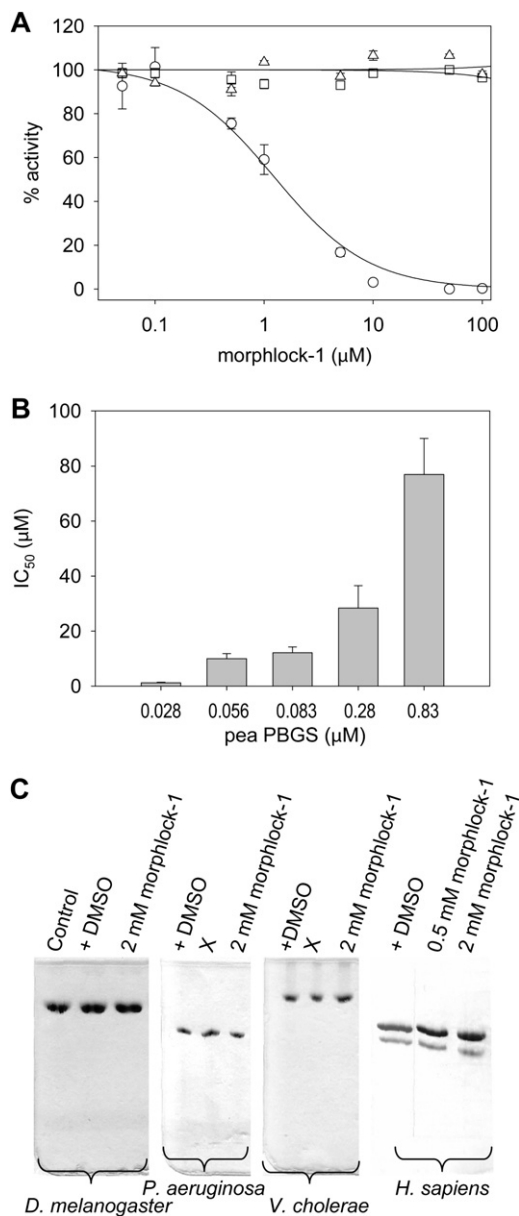 A
120
100
80
60
40
20
0
% activity
0.1 1 10 100
morphlock-1 (µM)
B
100
80
60
40
20
0
IC50 (µM)
0.028 0.056 0.083 0.28 0.83
pea PBGS (µM)
C
Control
+ DMSO
2 mM morphlock-1
+ DMSO
X
2 mM morphlock-1
+DMSO
X
2 mM morphlock-1
+ DMSO
0.5 mM morphlock-1
2 mM morphlock-1
D. melanogaster
P. aeruginosa
V. cholerae
H. sapiens